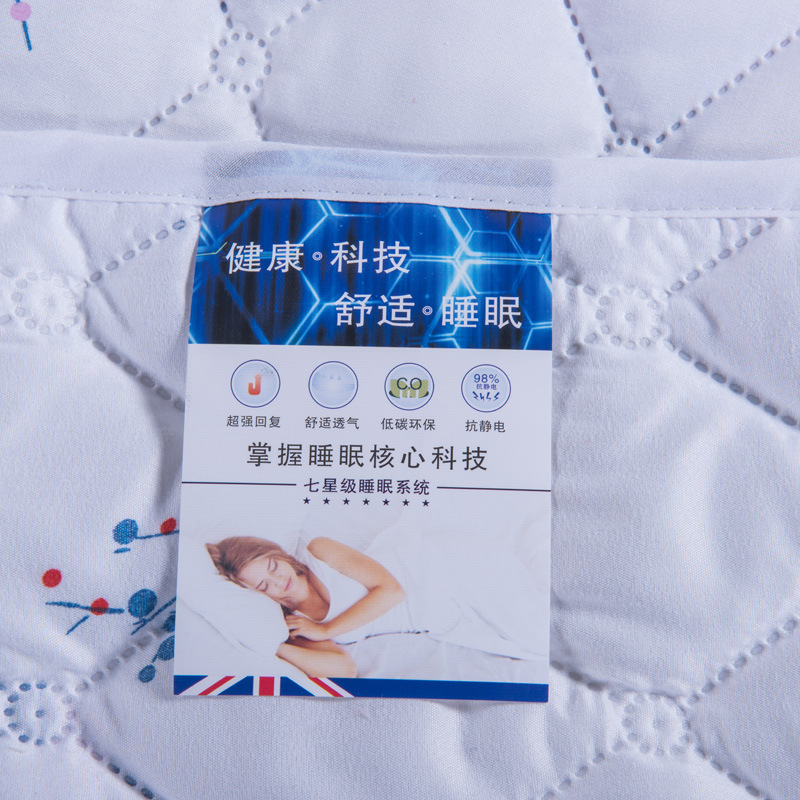 健康◎科技
舒适◎睡眠
CO
98%
抗静电
超强回复 舒适透气 低碳环保 抗静电
掌握睡眠核心科技
七星级睡眠系统
★ ★ ★ ★ ★ ★ ★